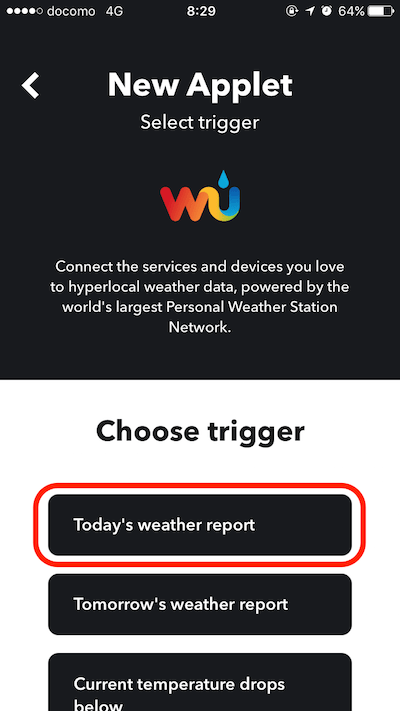 docomo 4G 8:29 64%
New Applet
Select trigger
wu
Connect the services and devices you love
to hyperlocal weather data, powered by the
world's largest Personal Weather Station
Network.
Choose trigger
Today's weather report
Tomorrow's weather report
Current temperature drops
below